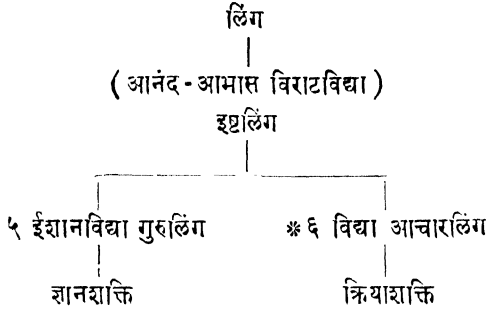 लिंग
( आनंद - आभास विराटविद्या )
इष्टलिंग
५ ईशानविद्या गुरुलिंग * ६ विद्या आचारलिंग
ज्ञानशक्ति क्रियाशक्ति